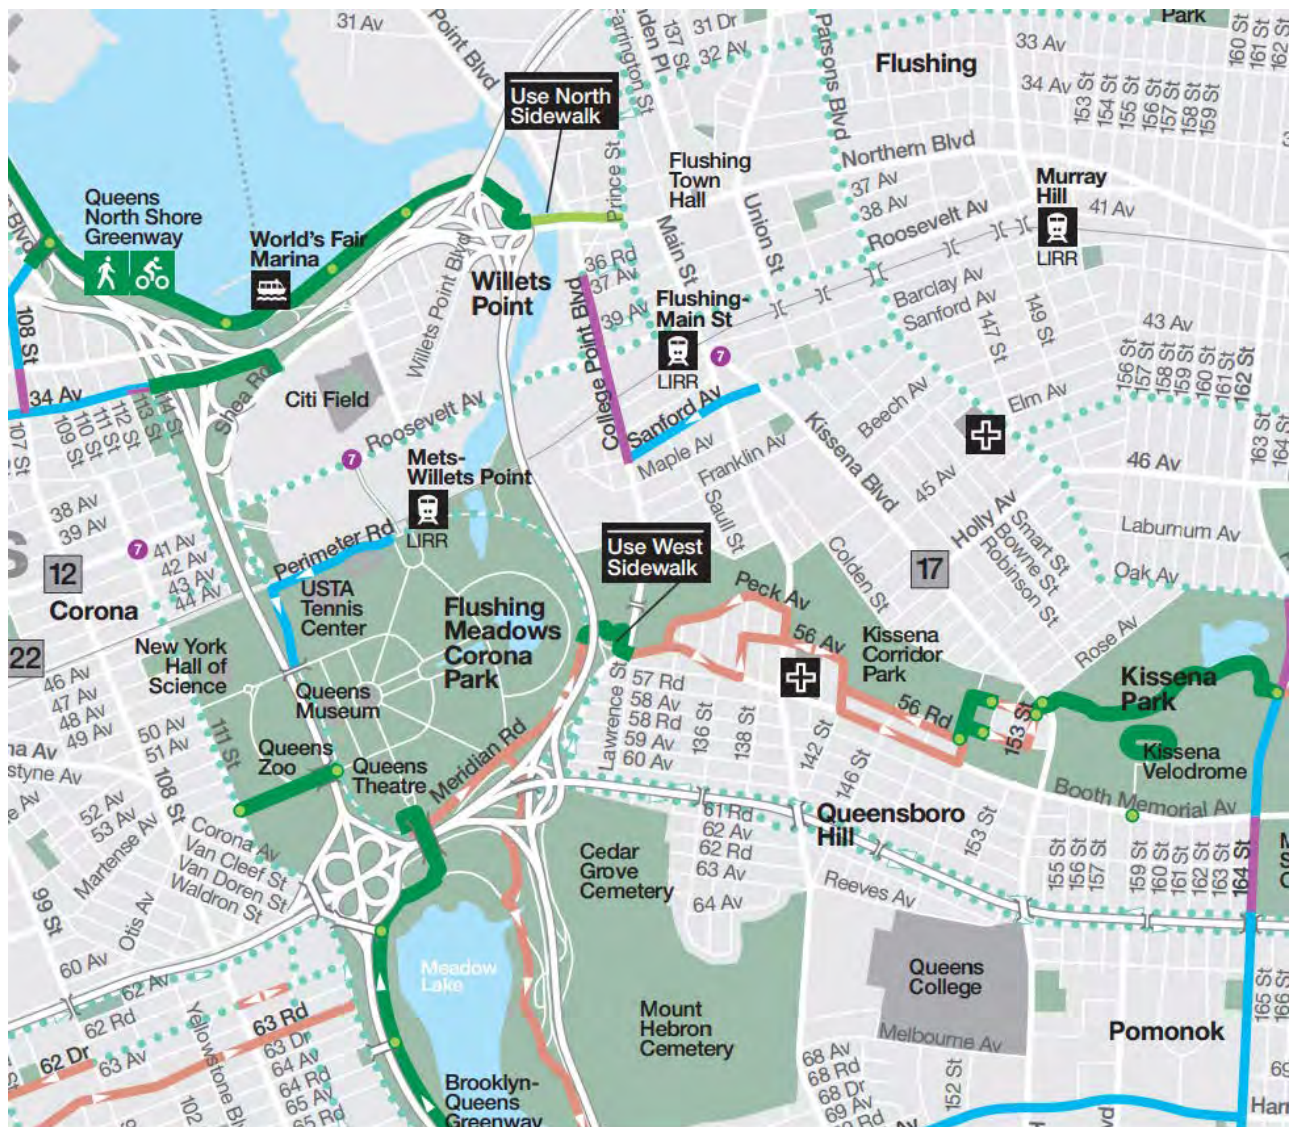 31 Av
Point Blvd
Farrington St
137 St
31 Dr
32 Av
Parsons Blvd
Park
160 St
161 St
162 St
33 Av
Flushing
34 Av
153 St
154 St
155 St
156 St
157 St
158 St
159 St
Use North
Sidewalk
Prince St
Flushing
Town
Hall
Northern Blvd
37 Av
38 Av
Union St
Main St
Roosevelt Av
Murray
Hill
41 Av
LIRR
Queens
North Shore
Greenway
World's Fair
Marina
Blvd
Willets Point Blvd
Willets
Point
36 Rd
37 Av
39 Av
College Point Blvd
Flushing-
Main St
LIRR
7
Barclay Av
Sanford Av
147 St
149 St
43 Av
156 St
157 St
158 St
159 St
160 St
161 St
162 St
108 St
34 Av
Shea Rd
Citi Field
Roosevelt Av
7
107 St
109 St
110 St
111 St
112 St
113 St
114 St
Sanford Av
Maple Av
Franklin Av
Saull St
Kissena Blvd
Beech Av
Elm Av
163 St
164 St
46 Av
45 Av
Holly Av
Laburnum Av
Oak Av
Smart St
Bowne St
Robinson St
Rose Av
Colden St
17
Mets-
Willets Point
LIRR
Perimeter Rd
38 Av
39 Av
7
41 Av
42 Av
43 Av
44 Av
12
S
Corona
22
USTA
Tennis
Center
Flushing
Meadows
Corona
Park
Use West
Sidewalk
Peck Av
56 Av
Kissena
Corridor
Park
56 Rd
153 St
Kissena
Park
Kissena
Velodrome
New York
Hall of
Science
Queens
Museum
46 Av
47 Av
48 Av
49 Av
50 Av
51 Av
111 St
Queens
Zoo
Queens
Theatre
Meridian Rd
Lawrence St
57 Rd
58 Av
58 Rd
59 Av
60 Av
136 St
138 St
142 St
146 St
Booth Memorial Av
108 St
52 Av
53 Av
Martense Av
Corona Av
Van Cleef St
Van Doren St
Waldron St
61 Rd
62 Av
62 Rd
63 Av
64 Av
Queensboro
Hill
153 St
155 St
156 St
157 St
159 St
160 St
161 St
162 St
163 St
164 St
Cedar
Grove
Cemetery
Reeves Av
99 St
Otis Av
60 Av
62 Av
62 Rd
62 Dr
63 Av
63 Rd
63 Dr
64 Av
64 Rd
65 Av
65 Rd
Yellowstone Blv
102
Meadow
Lake
Mount
Hebron
Cemetery
Queens
College
Melbourne Av
152 St
Pomonok
165 St
166 St
68 Av
68 Rd
68 Dr
69 Av
Brooklyn-
Queens
Greenway